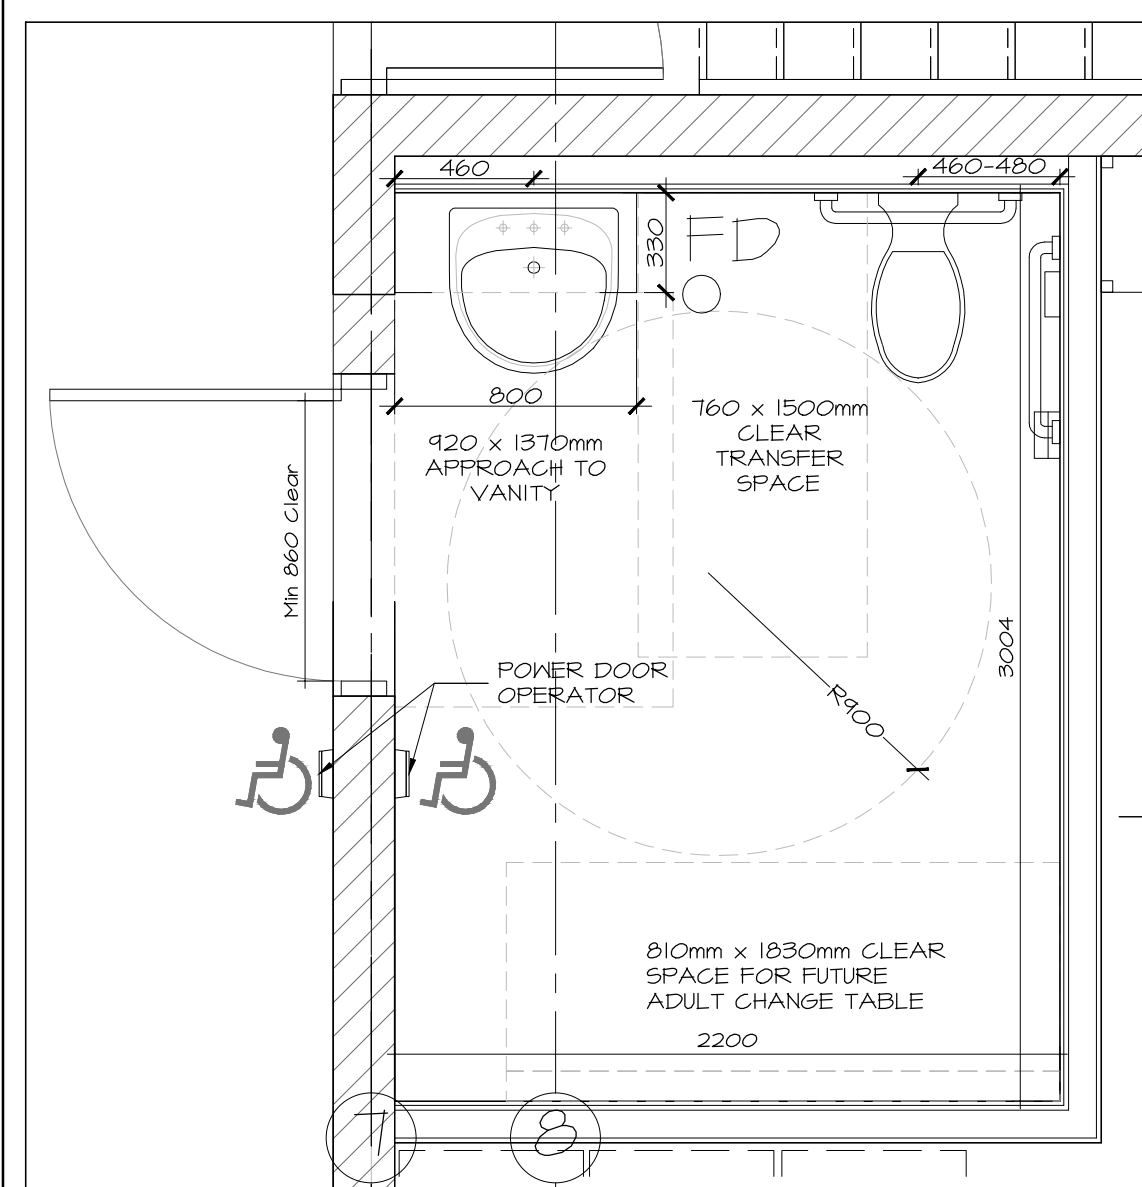 460
460-480
330
800
760 x 1500mm
CLEAR
TRANSFER
SPACE
920 x 1370mm
APPROACH TO
VANITY
Min 860 Clear
3004
POWER DOOR
OPERATOR
R900
810mm x 1830mm CLEAR
SPACE FOR FUTURE
ADULT CHANGE TABLE
2200
7
8